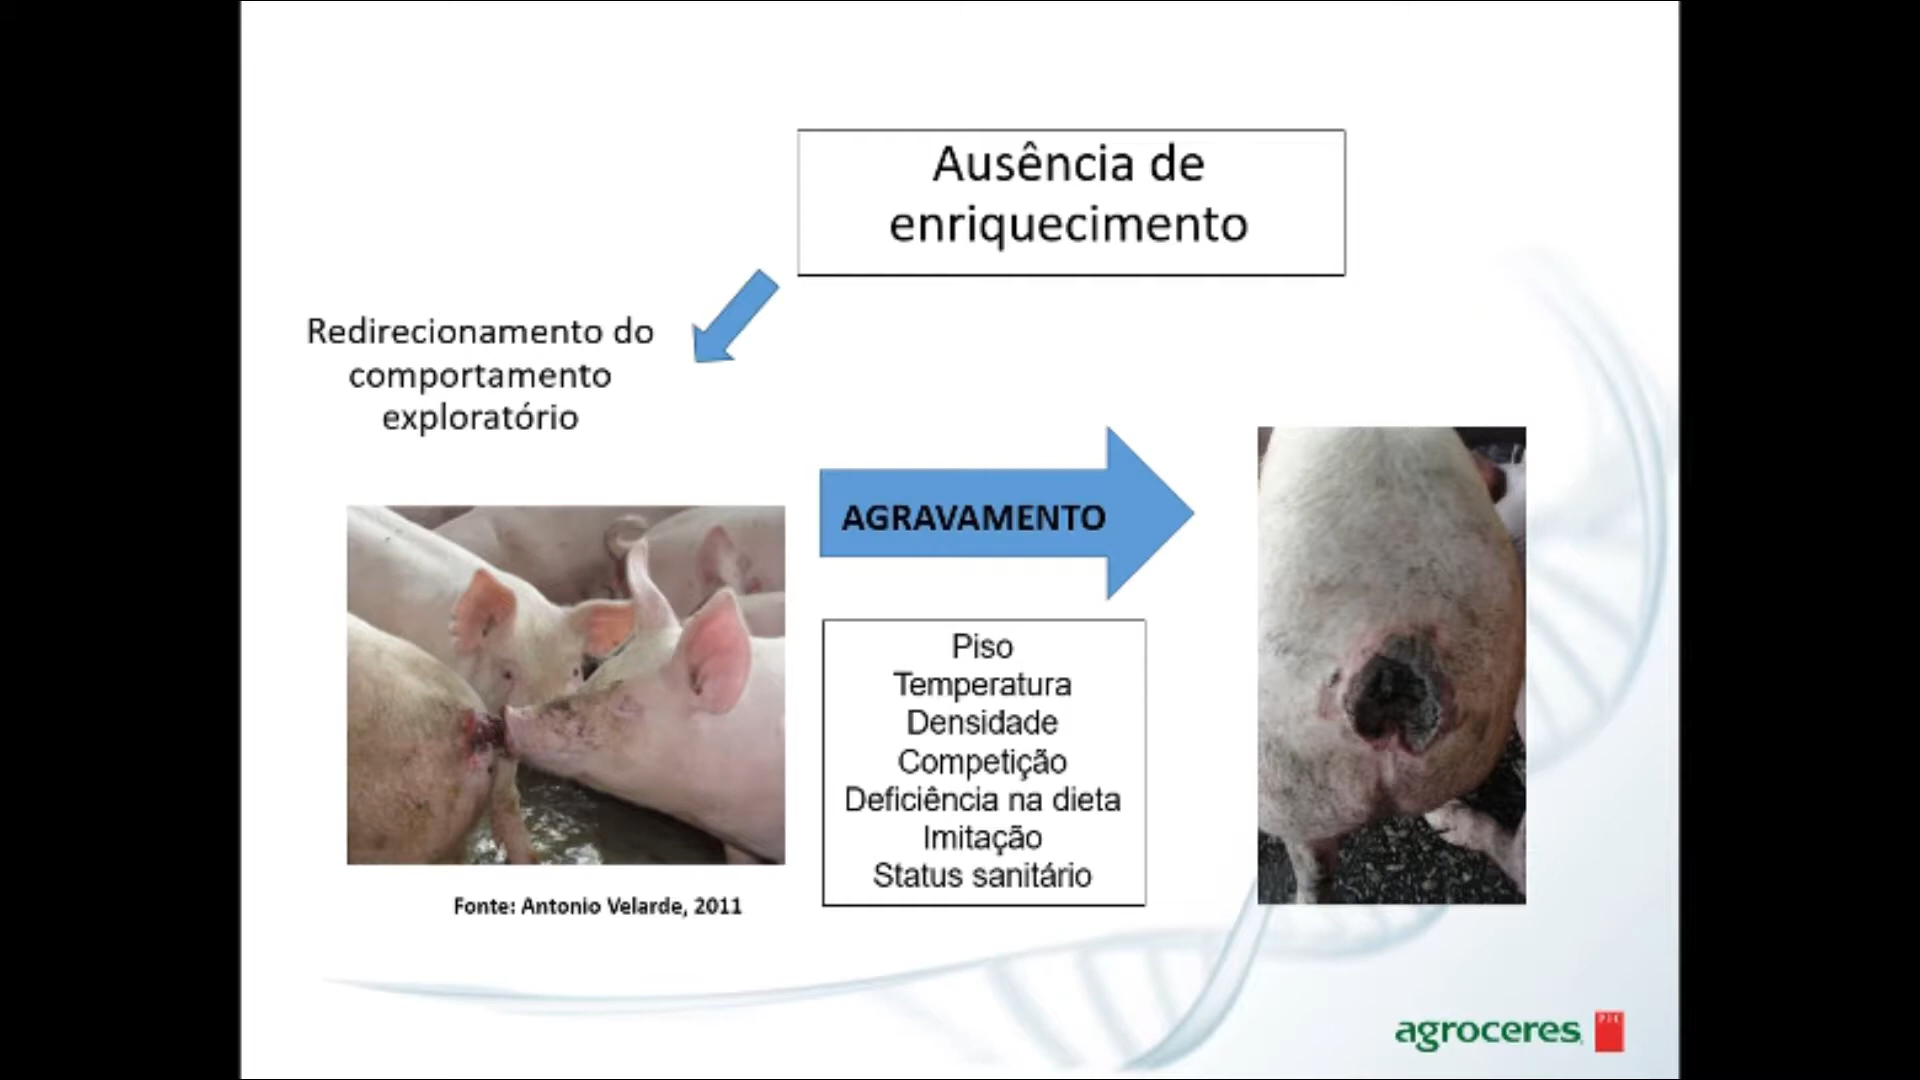 Ausência de
enriquecimento
Redirecionamento do
comportamento
exploratório
AGRAVAMENTO
Piso
Temperatura
Densidade
Competição
Deficiência na dieta
Imitação
Status sanitário
Fonte: Antonio Velarde, 2011
agroceres
PIC